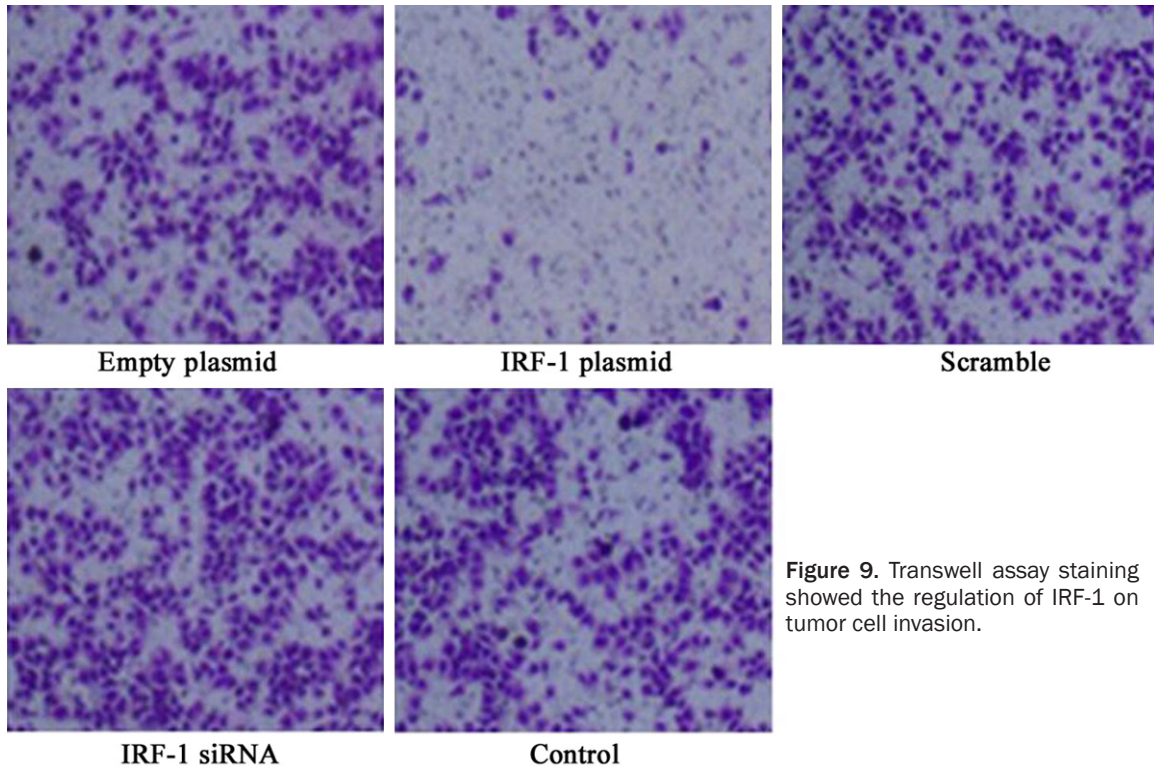 Empty plasmid
IRF-1 plasmid
Scramble
IRF-1 siRNA
Control
Figure 9. Transwell assay staining
showed the regulation of IRF-1 on
tumor cell invasion.